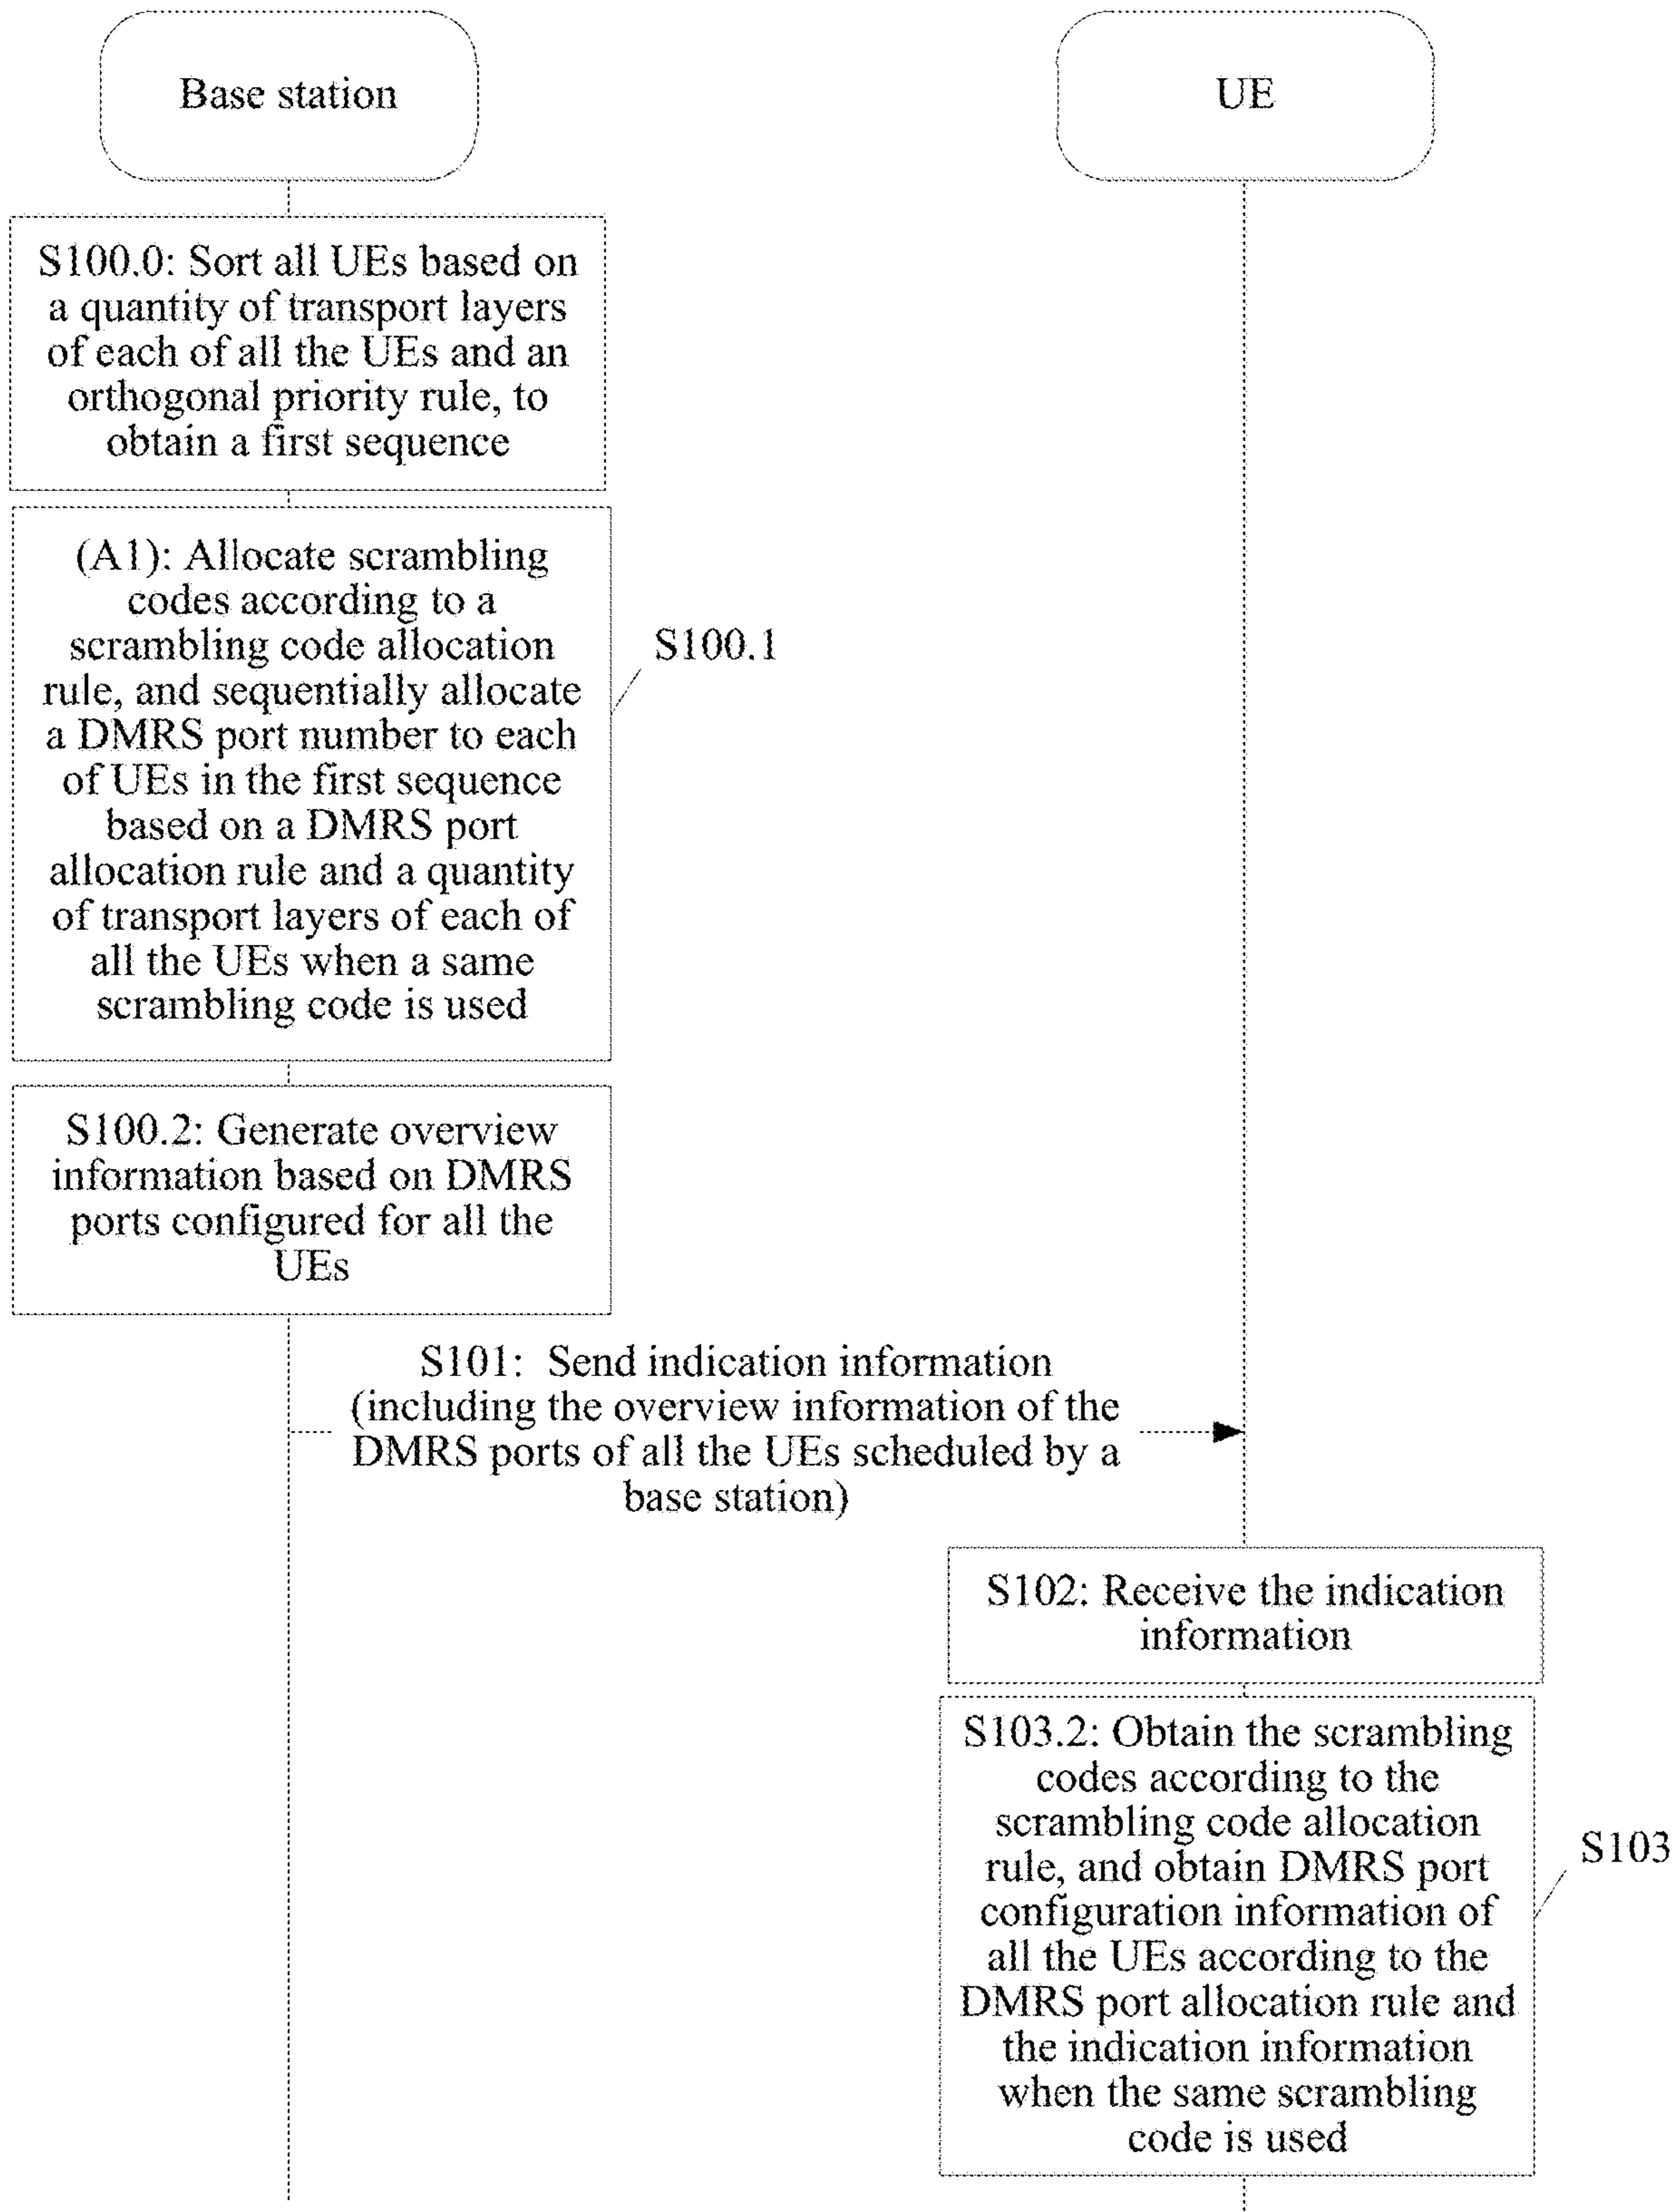 Base station
UE
S100.0: Sort all UEs based on
a quantity of transport layers
of each of all the UEs and an
orthogonal priority rule, to
obtain a first sequence
(A1): Allocate scrambling
codes according to a
scrambling code allocation
rule, and sequentially allocate
a DMRS port number to each
of UEs in the first sequence
based on a DMRS port
allocation rule and a quantity
of transport layers of each of
all the UEs when a same
scrambling code is used
S100.1
S100.2: Generate overview
information based on DMRS
ports configured for all the
UEs
S101: Send indication information
(including the overview information of the
DMRS ports of all the UEs scheduled by a
base station)
S102: Receive the indication
information
S103.2: Obtain the scrambling
codes according to the
scrambling code allocation
rule, and obtain DMRS port
configuration information of
all the UEs according to the
DMRS port allocation rule and
the indication information
when the same scrambling
code is used
S103